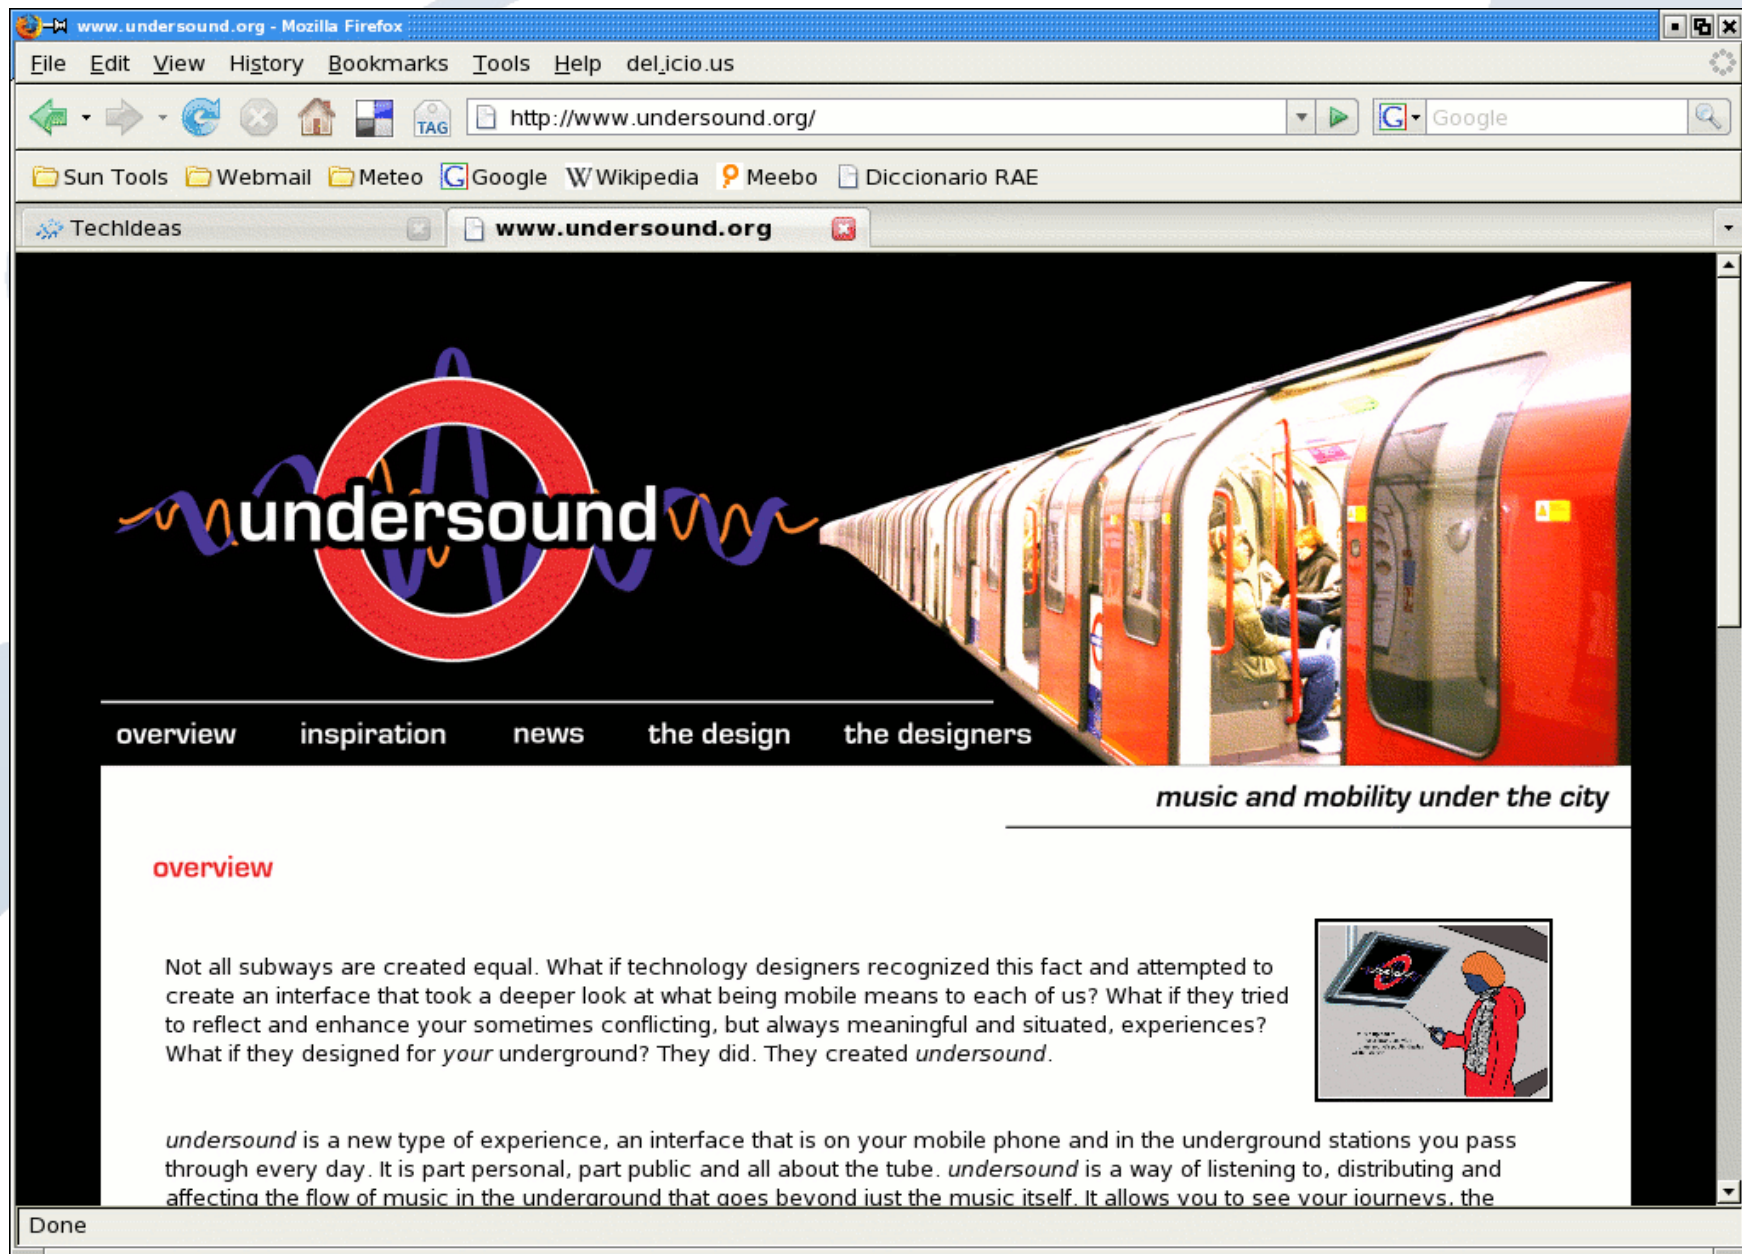 www.undersound.org - Mozilla Firefox
File Edit View History Bookmarks Tools Help del.icio.us
TAG http://www.undersound.org/ G Google
Sun Tools Webmail Meteo G Google W Wikipedia Meebo Diccionario RAE
TechIdeas www.undersound.org
undersound
overview inspiration news the design the designers
music and mobility under the city
overview
Not all subways are created equal. What if technology designers recognized this fact and attempted to
create an interface that took a deeper look at what being mobile means to each of us? What if they tried
to reflect and enhance your sometimes conflicting, but always meaningful and situated, experiences?
What if they designed for your underground? They did. They created undersound.
undersound is a new type of experience, an interface that is on your mobile phone and in the underground stations you pass
through every day. It is part personal, part public and all about the tube. undersound is a way of listening to, distributing and
affecting the flow of music in the underground that goes beyond just the music itself. It allows you to see your journeys, the
Done